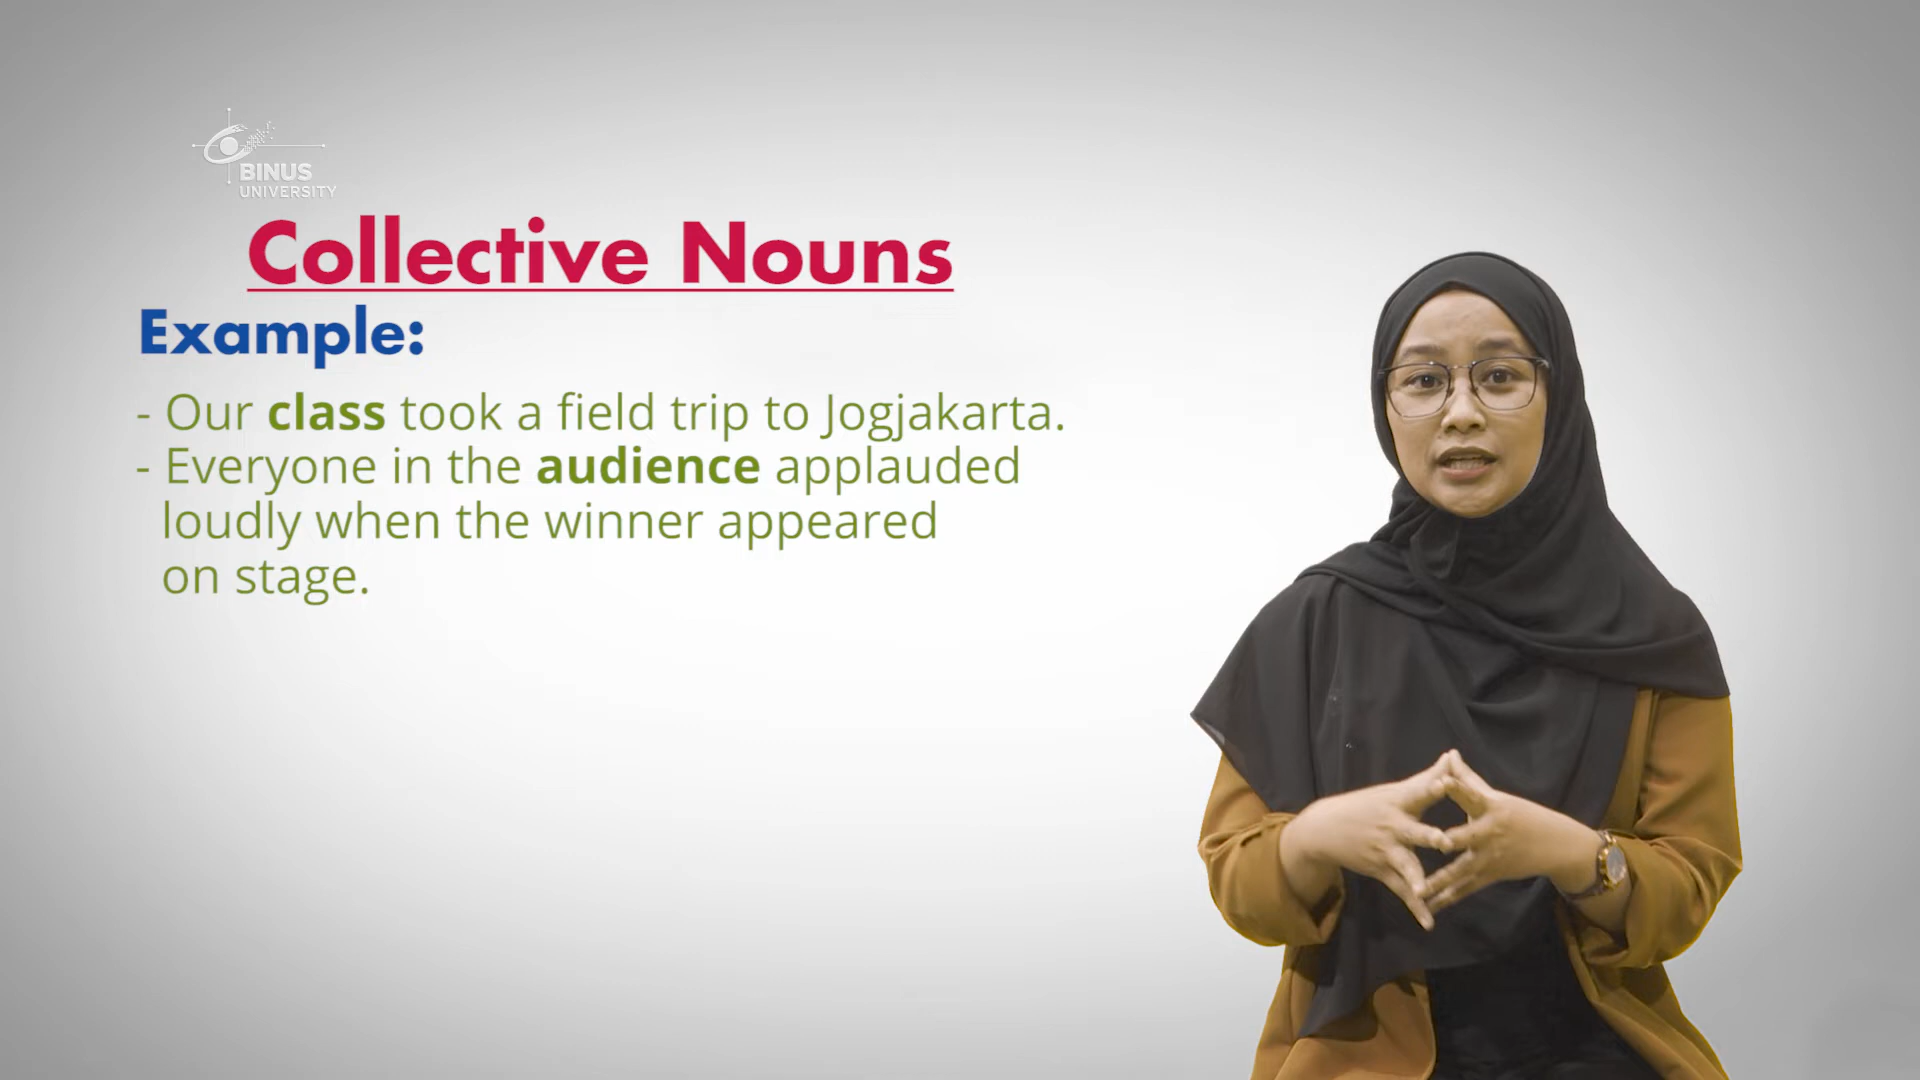 BINUS
UNIVERSITY
Collective Nouns
Example:
- Our class took a field trip to Jogjakarta.
- Everyone in the audience applauded
loudly when the winner appeared
on stage.